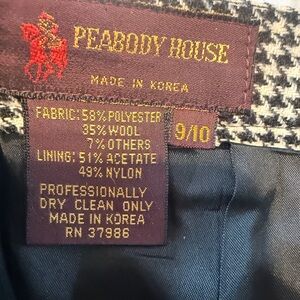 PEABODY HOUSE
MADE IN KOREA
FABRIC: 58% POLYESTER
35% WOOL
7% OTHERS
LINING: 51% ACETATE
49% NYLON
PROFESSIONALLY
DRY CLEAN ONLY
MADE IN KOREA
RN 37986
9/10